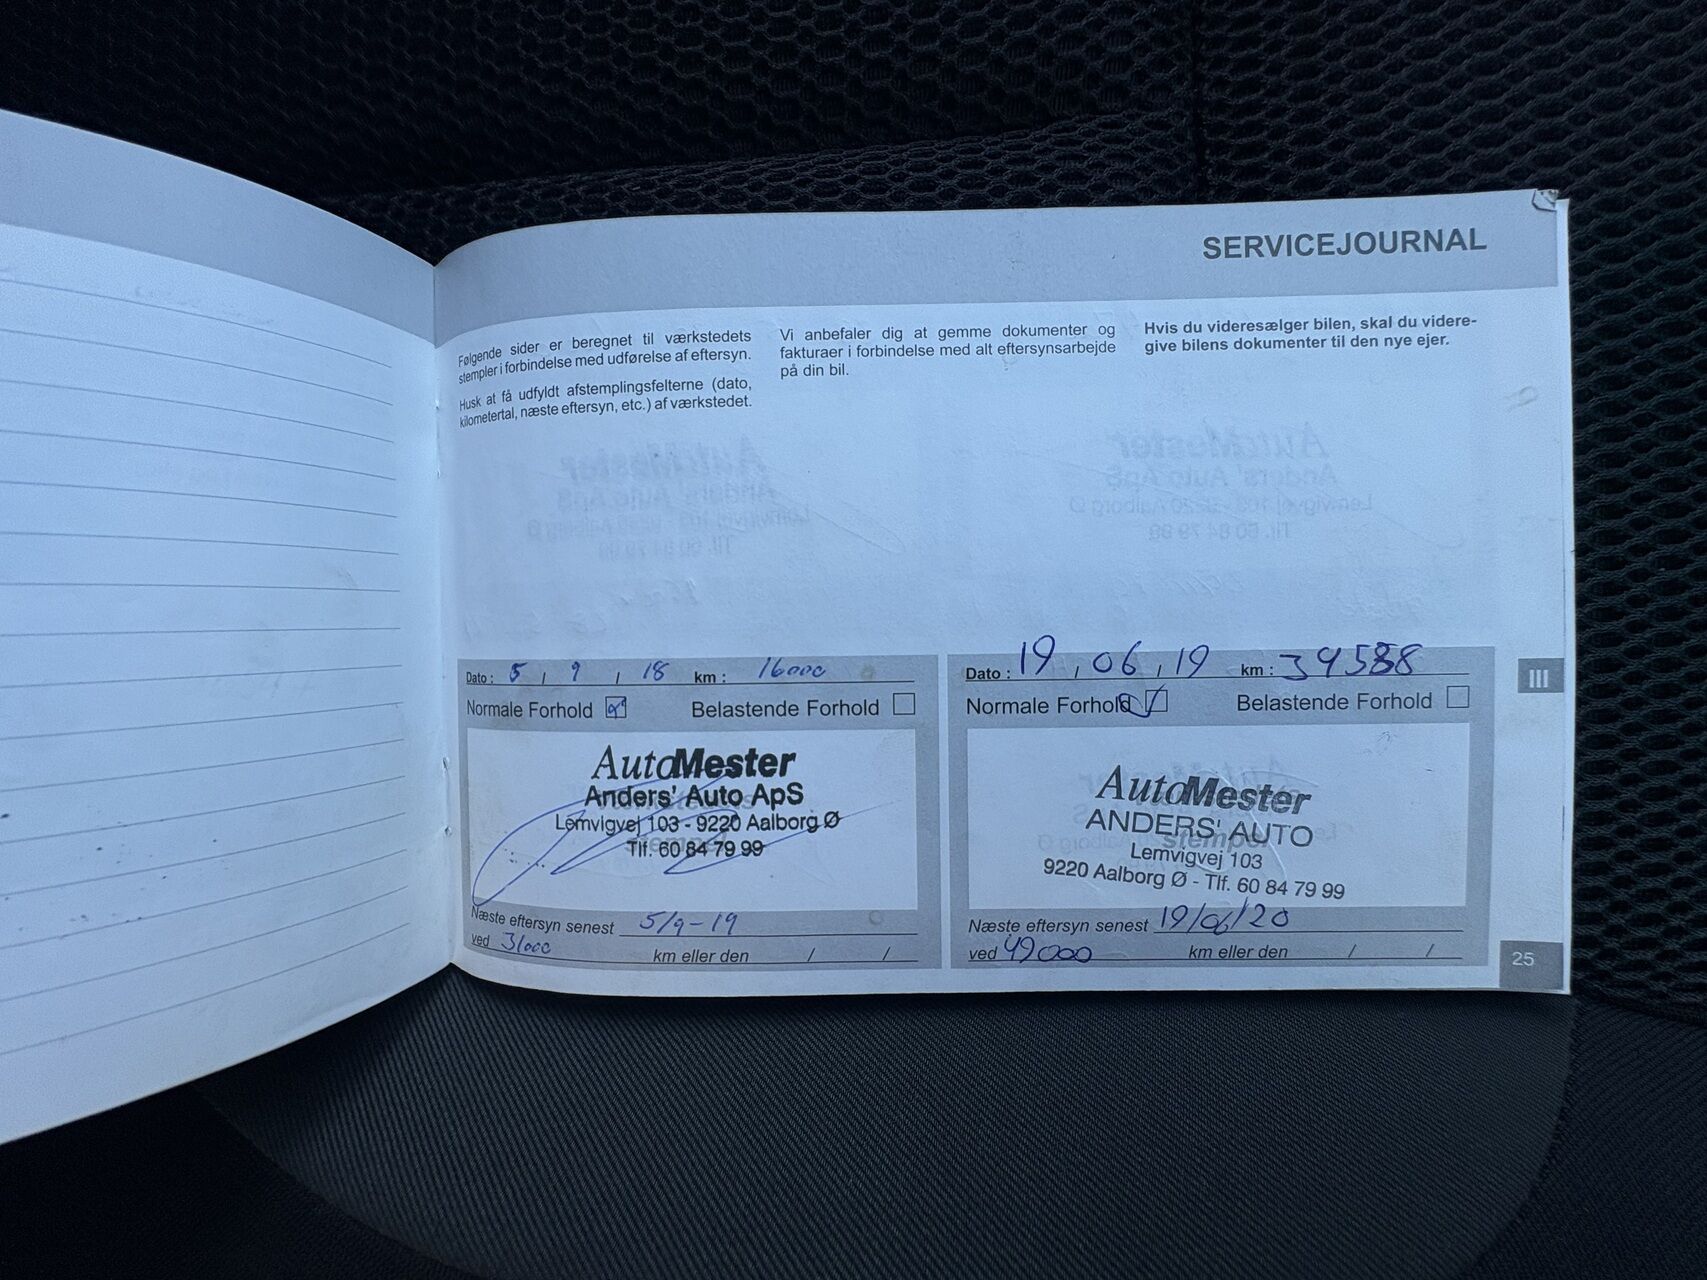 SERVICEJOURNAL
Følgende sider er beregnet til værkstedets
stempler i forbindelse med udførelse af eftersyn.
Husk at få udfyldt afstemplingsfelterne (dato,
kilometertal, næste eftersyn, etc.) af værkstedet.
Vi anbefaler dig at gemme dokumenter og
fakturaer i forbindelse med alt eftersynsarbejde
på din bil.
Hvis du videresælger bilen, skal du videre-
give bilens dokumenter til den nye ejer.
Dato : 5 / 9 / 18 km : 16000
Normale Forhold Belastende Forhold
AutoMester
Anders' Auto ApS
Lemvigvej 103 - 9220 Aalborg Ø
Tlf. 60 84 79 99
Næste eftersyn senest 5/9-19
ved 31000 km eller den / /
Dato : 19 / 06 / 19 km :
Normale Forhold Belastende Forhold
AutoMester
ANDERS' AUTO
stempel
Lemvigvej 103
9220 Aalborg Ø - Tlf. 60 84 79 99
Næste eftersyn senest 19/06/20
ved 49000 km eller den / /
III
25